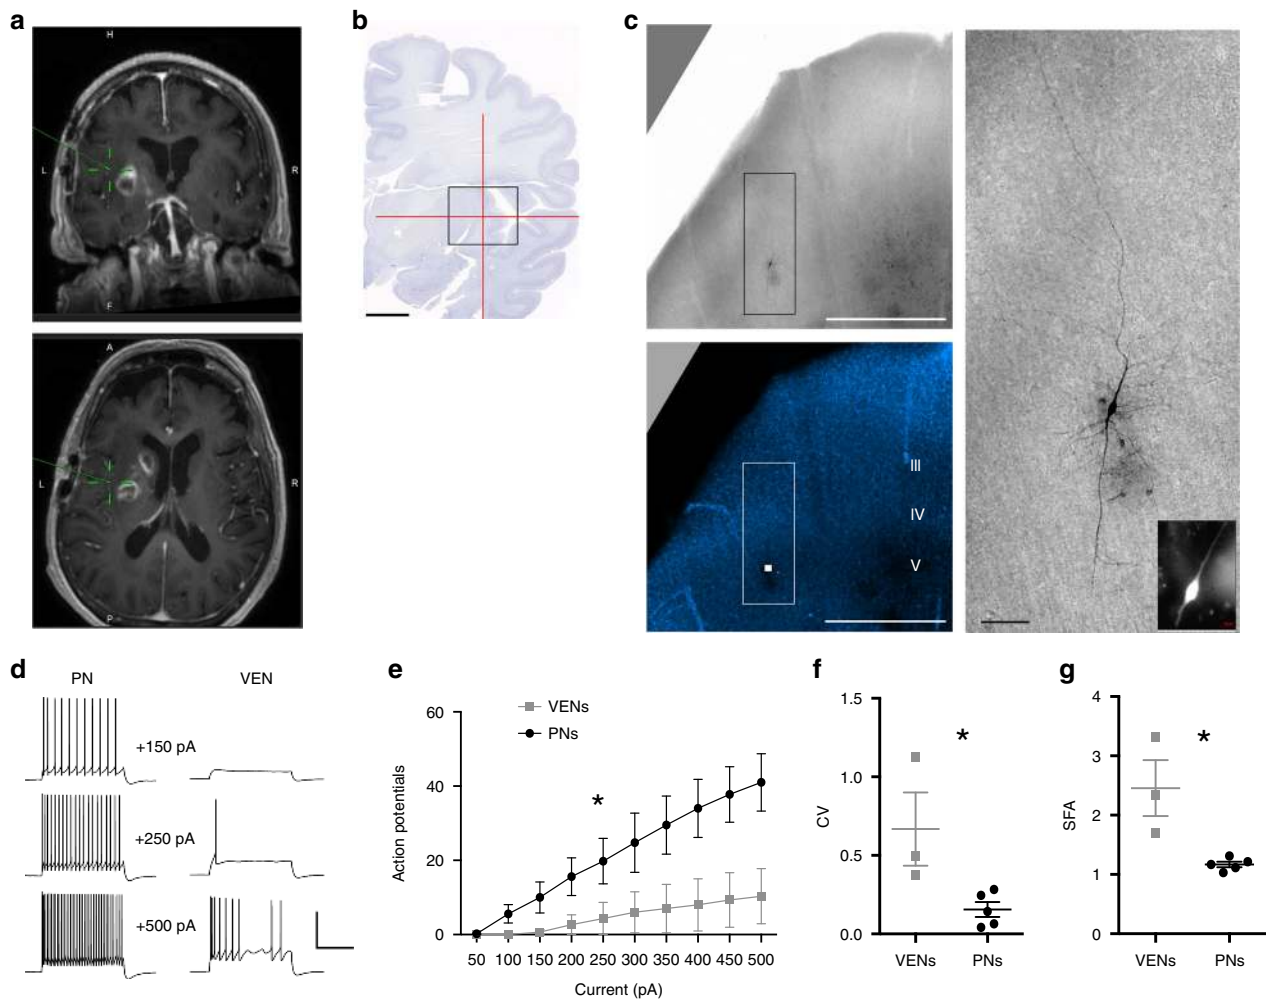 a
H
L
R
F
A
L
R
P
b
c
III
IV
V
d
PN
VEN
+150 pA
+250 pA
+500 pA
e
VENs
PNs
60
40
20
0
*
Action potentials
50 100 150 200 250 300 350 400 450 500
Current (pA)
f
1.5
1.0
0.5
0.0
*
CV
VENs PNs
g
4
3
2
1
0
*
SFA
VENs PNs